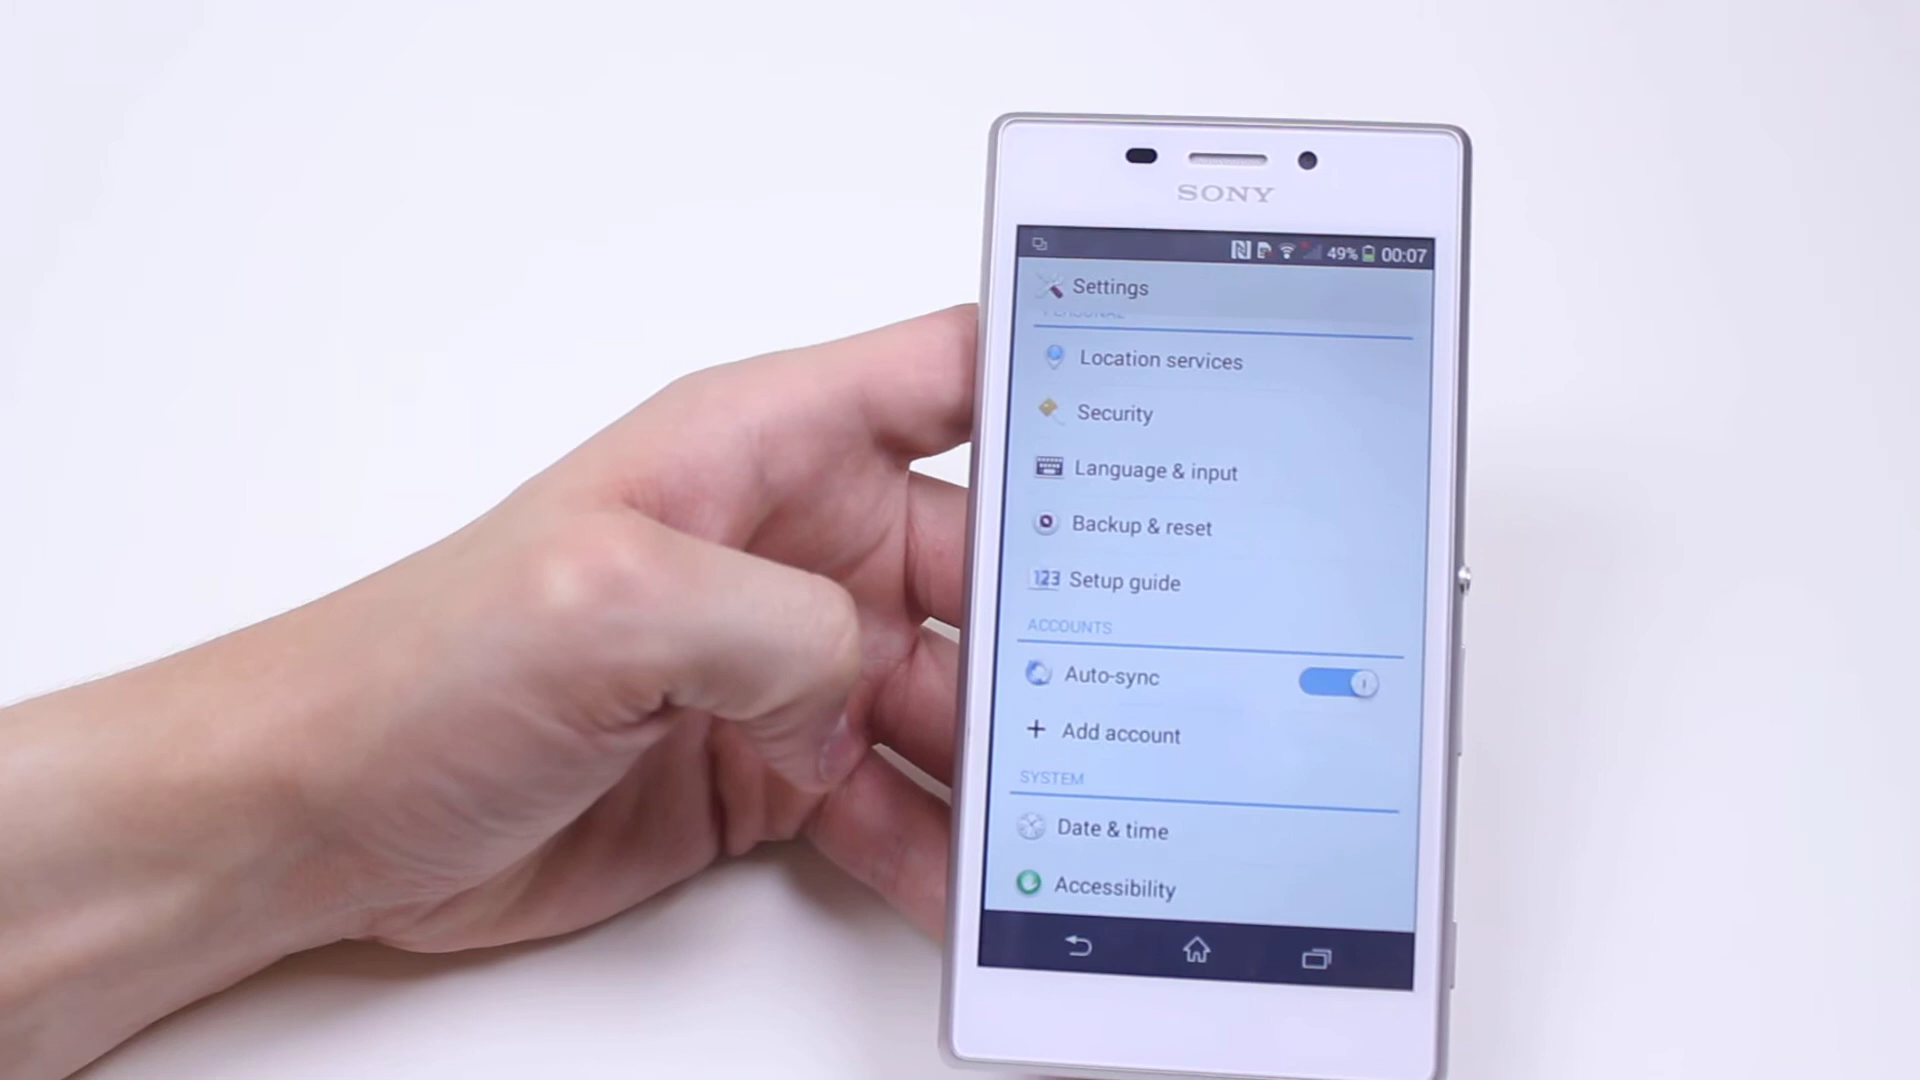 SONY
49% 00:07
Settings
PERSONAL
Location services
Security
Language & input
Backup & reset
123 Setup guide
ACCOUNTS
Auto-sync
+ Add account
SYSTEM
Date & time
Accessibility